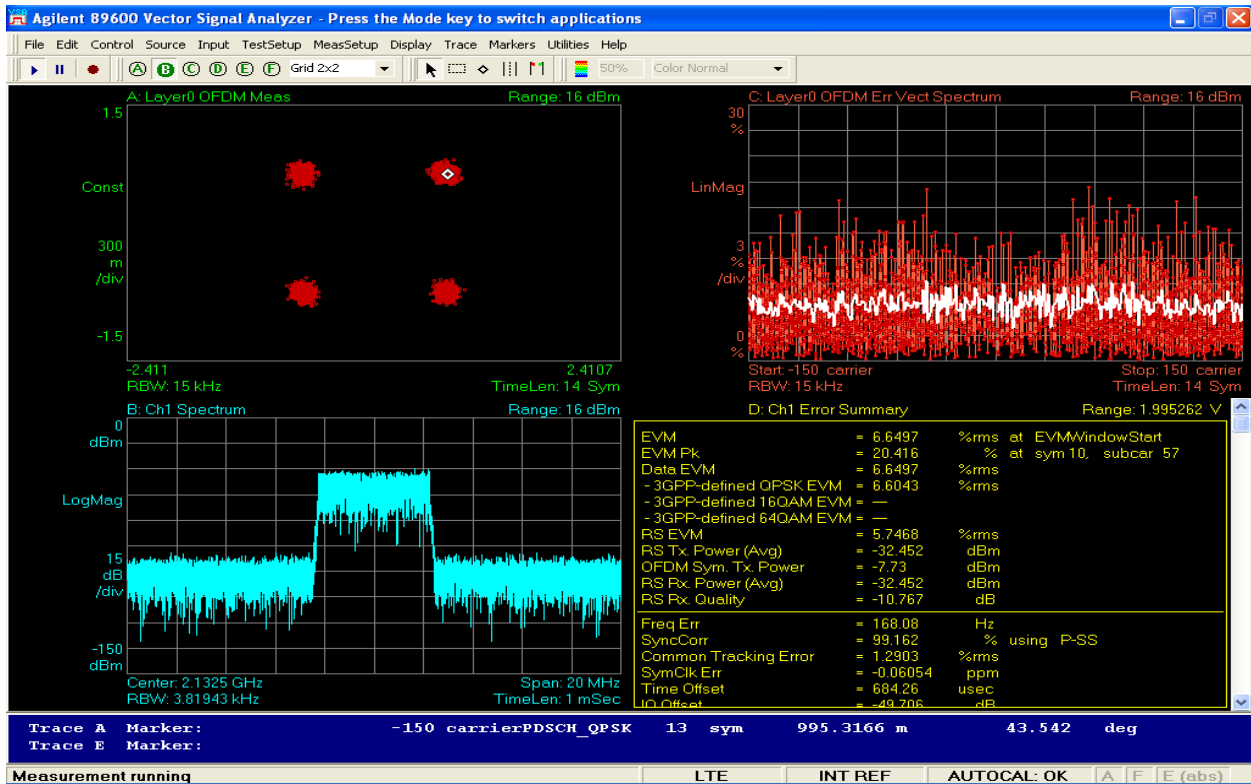 Agilent 89600 Vector Signal Analyzer - Press the Mode key to switch applications
File Edit Control Source Input TestSetup MeasSetup Display Trace Markers Utilities Help
A B C D E F Grid 2x2 50% Color Normal
A: Layer0 OFDM Meas Range: 16 dBm
1.5
Const
300
m
/div
-1.5
-2.411 2.4107
RBW: 15 kHz TimeLen: 14 Sym
C: Layer0 OFDM Err Vect Spectrum Range: 16 dBm
30
%
LinMag
3
%
/div
0
%
Start: -150 carrier Stop: 150 carrier
RBW: 15 kHz TimeLen: 14 Sym
B: Ch1 Spectrum Range: 16 dBm
0
dBm
LogMag
15
dB
/div
-150
dBm
Center: 2.1325 GHz Span: 20 MHz
RBW: 3.81943 kHz TimeLen: 1 mSec
D: Ch1 Error Summary Range: 1.995262 V
EVM = 6.6497 %rms at EVMWindowStart
EVM Pk = 20.416 % at sym 10, subcar 57
Data EVM = 6.6497 %rms
- 3GPP-defined QPSK EVM = 6.6043 %rms
- 3GPP-defined 16QAM EVM = —
- 3GPP-defined 64QAM EVM = —
RS EVM = 5.7468 %rms
RS Tx. Power (Avg) = -32.452 dBm
OFDM Sym. Tx. Power = -7.73 dBm
RS Rx. Power (Avg) = -32.452 dBm
RS Rx. Quality = -10.767 dB
Freq Err = 168.08 Hz
SyncCorr = 99.162 % using P-SS
Common Tracking Error = 1.2903 %rms
SymClk Err = -0.06054 ppm
Time Offset = 684.26 usec
IQ Offset = -49.706 dB
Trace A Marker: -150 carrierPDSCH_QPSK 13 sym 995.3166 m 43.542 deg
Trace E Marker:
Measurement running LTE INT REF AUTOCAL: OK A F E (abs)